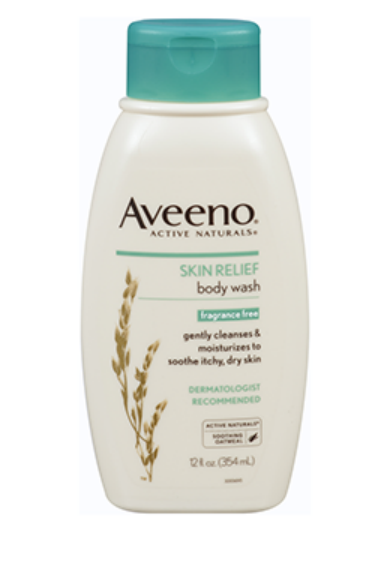 Aveeno®
ACTIVE NATURALS®
SKIN RELIEF
body wash
fragrance free
gently cleanses &
moisturizes to
soothe itchy, dry skin
DERMATOLOGIST
RECOMMENDED
ACTIVE NATURALS®
SOOTHING
OATMEAL
12 fl. oz. (354 mL)